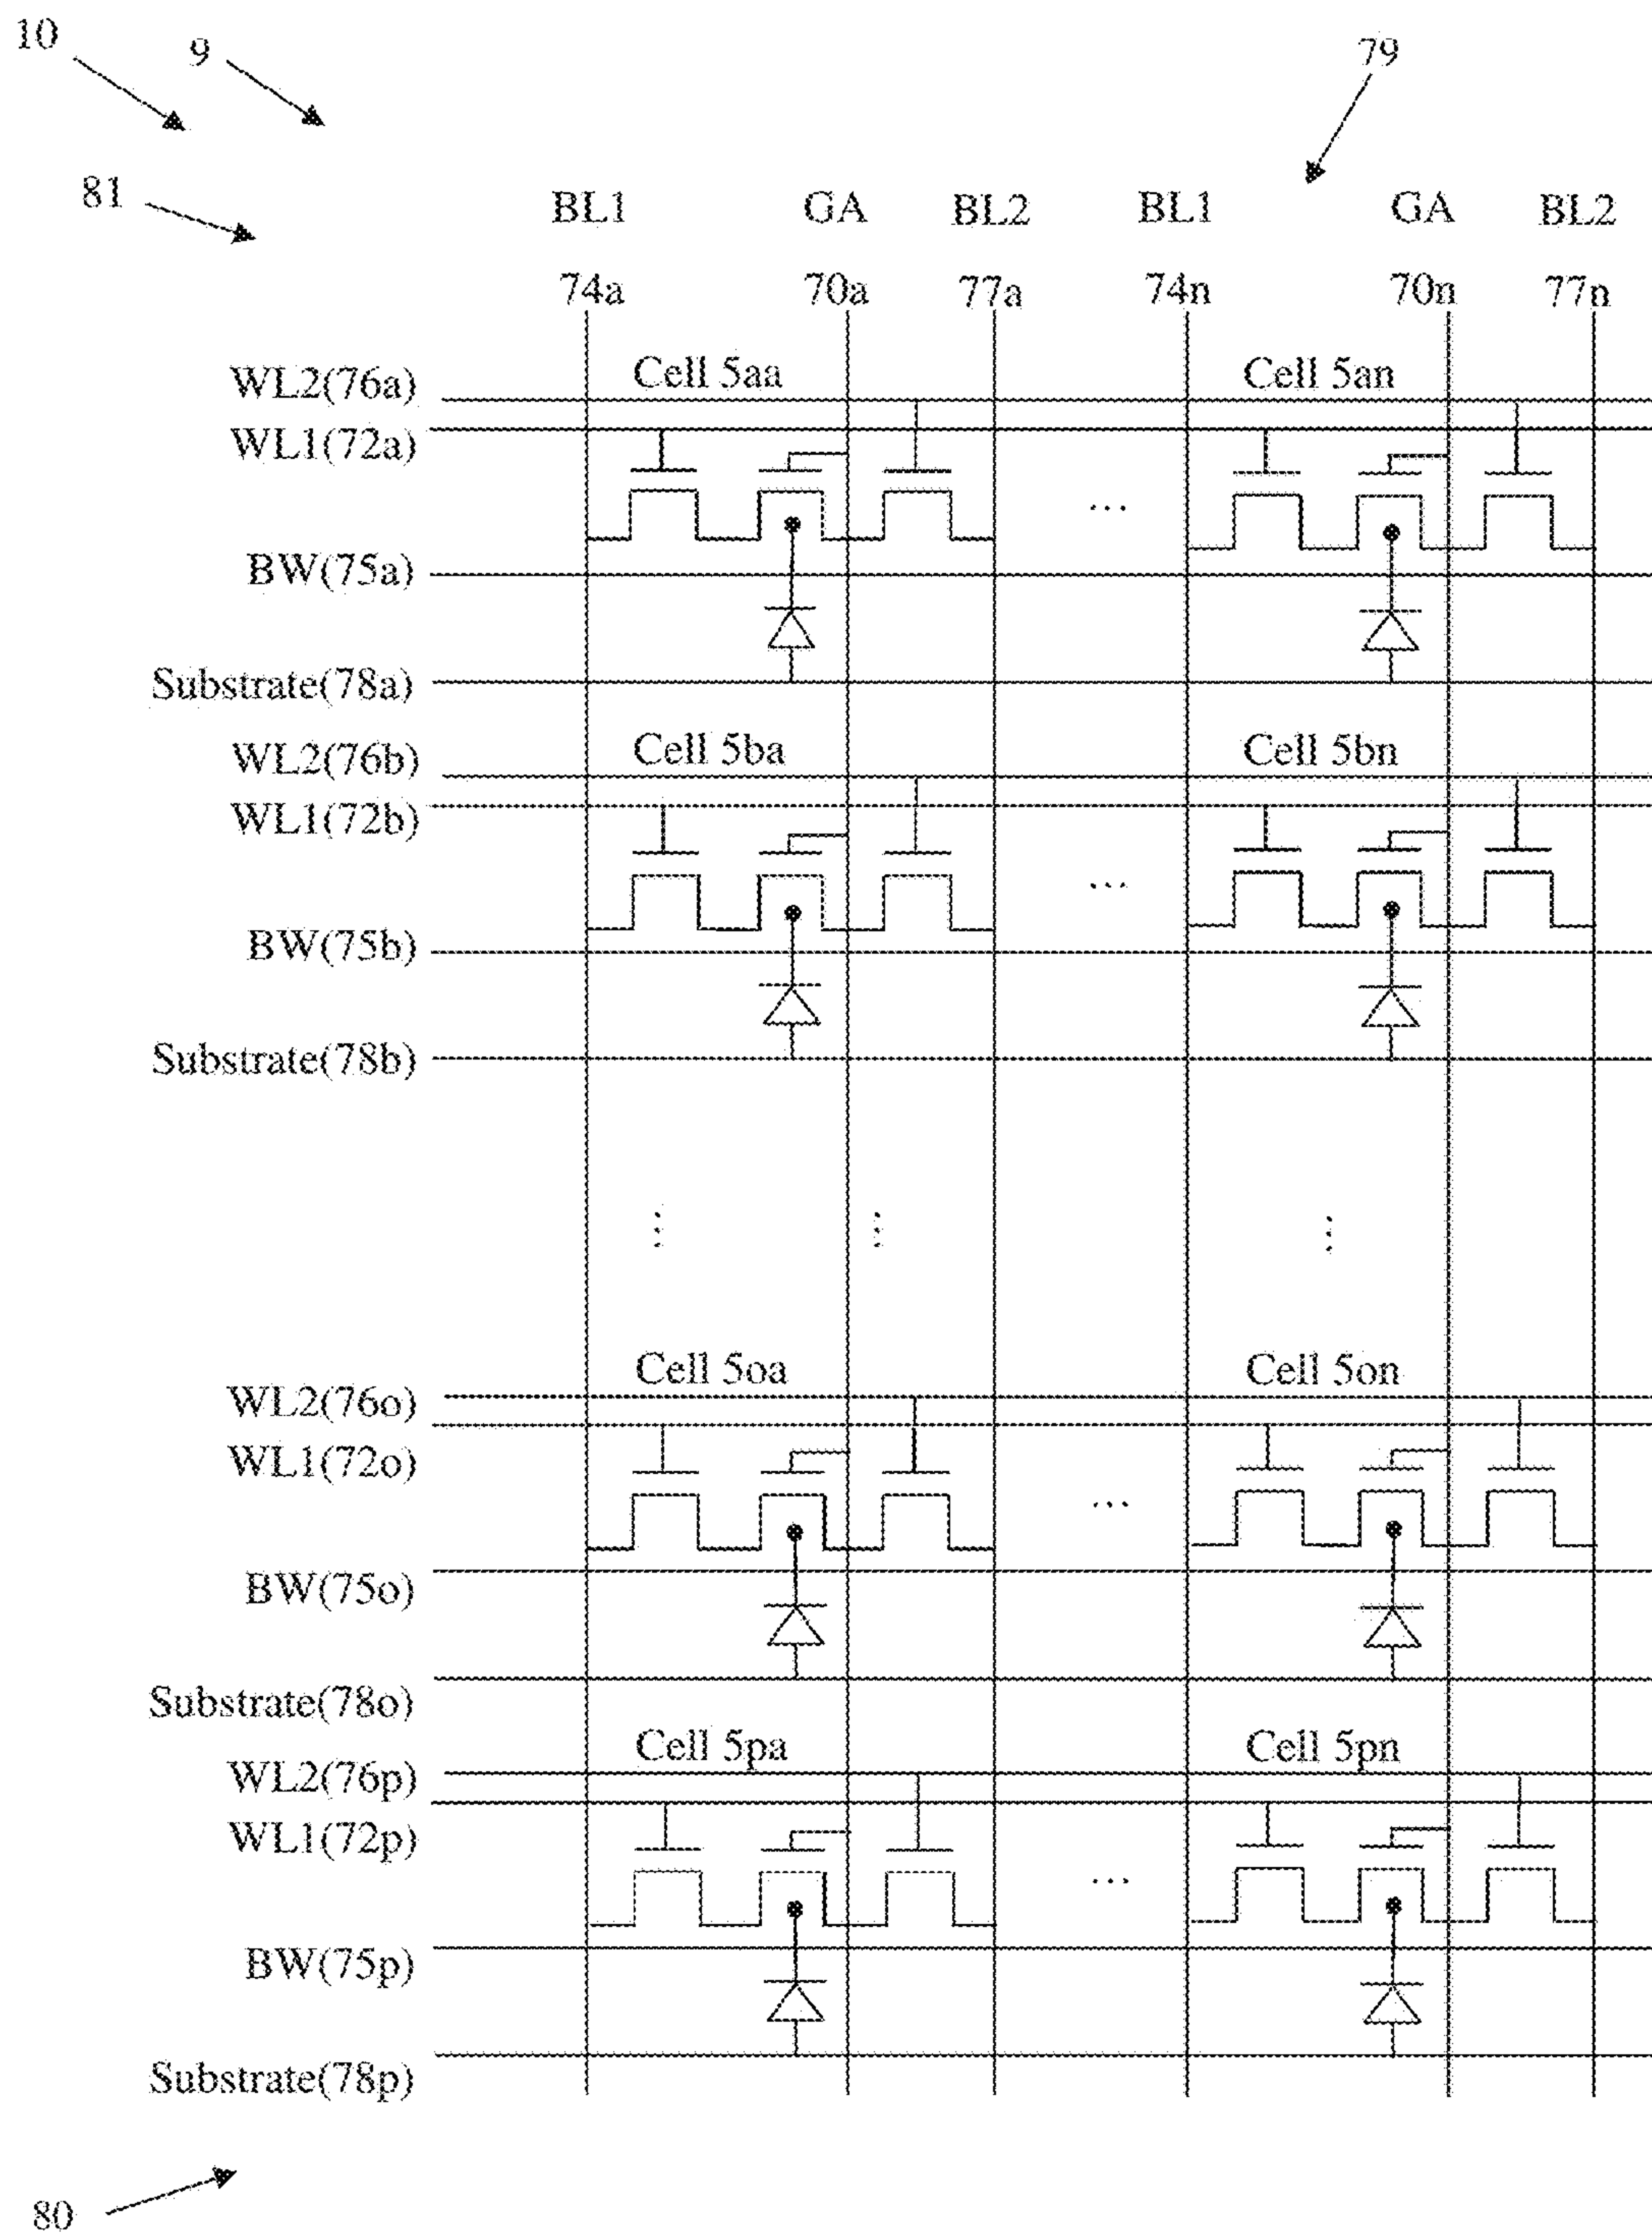 10
9
79
81
BL1 GA BL2 BL1 GA BL2
74a 70a 77a 74n 70n 77n
WL2(76a) Cell 5aa Cell 5an
WL1(72a)
...
BW(75a)
Substrate(78a)
WL2(76b) Cell 5ba Cell 5bn
WL1(72b)
...
BW(75b)
Substrate(78b)
Cell 5oa Cell 5on
WL2(76o)
WL1(72o)
...
BW(75o)
Substrate(78o)
Cell 5pa Cell 5pn
WL2(76p)
WL1(72p)
...
BW(75p)
Substrate(78p)
80